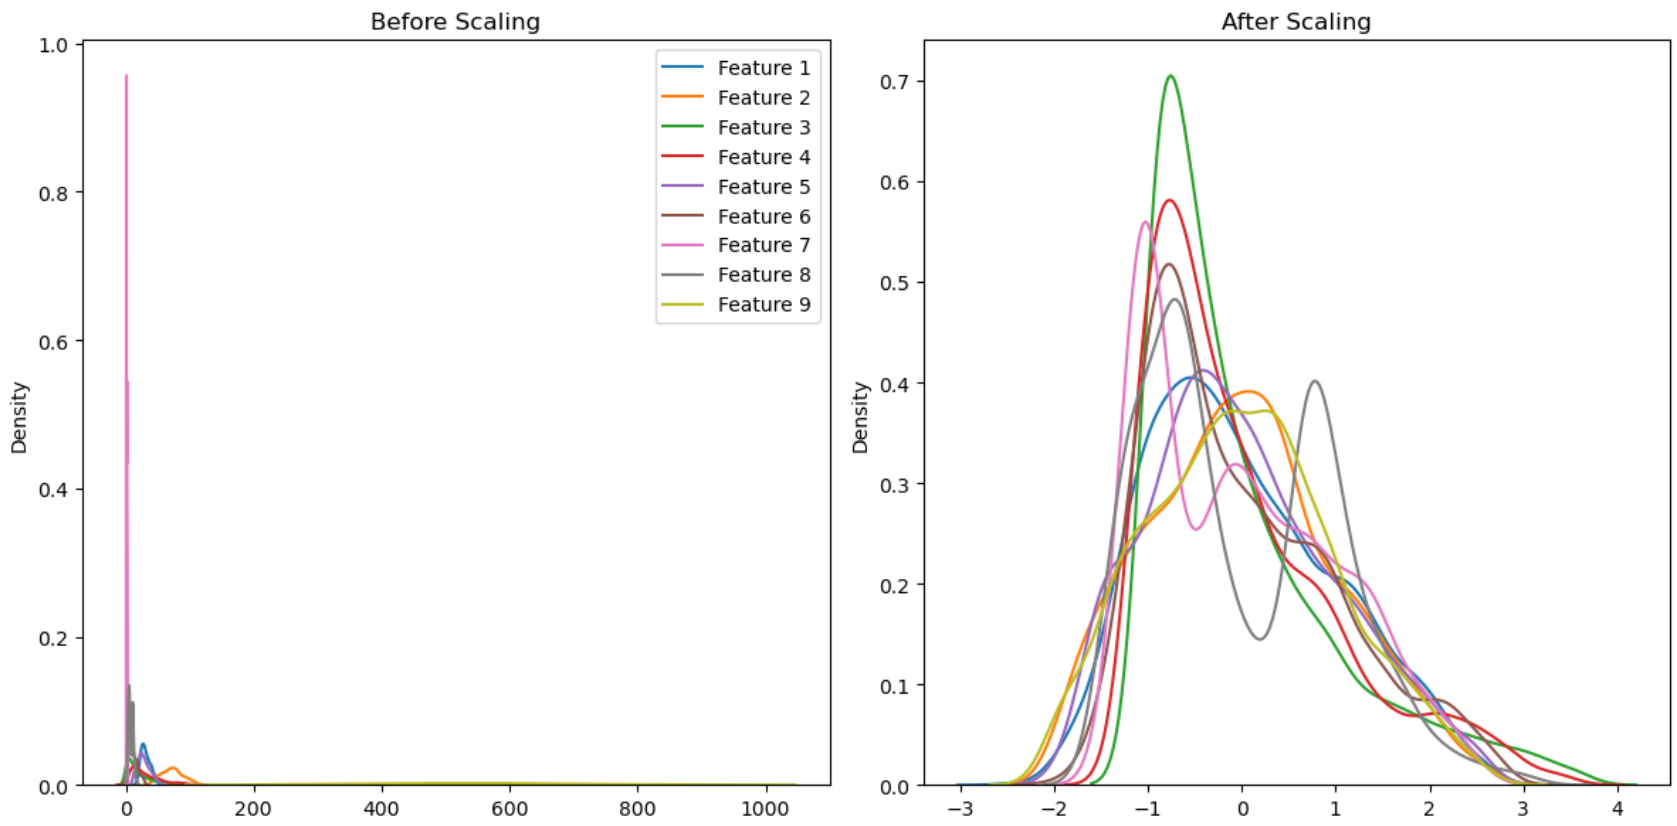 Before Scaling
Density
1.0
0.8
0.6
0.4
0.2
0.0
0
200
400
600
800
1000
Feature 1
Feature 2
Feature 3
Feature 4
Feature 5
Feature 6
Feature 7
Feature 8
Feature 9
After Scaling
Density
0.7
0.6
0.5
0.4
0.3
0.2
0.1
0.0
−3
−2
−1
0
1
2
3
4